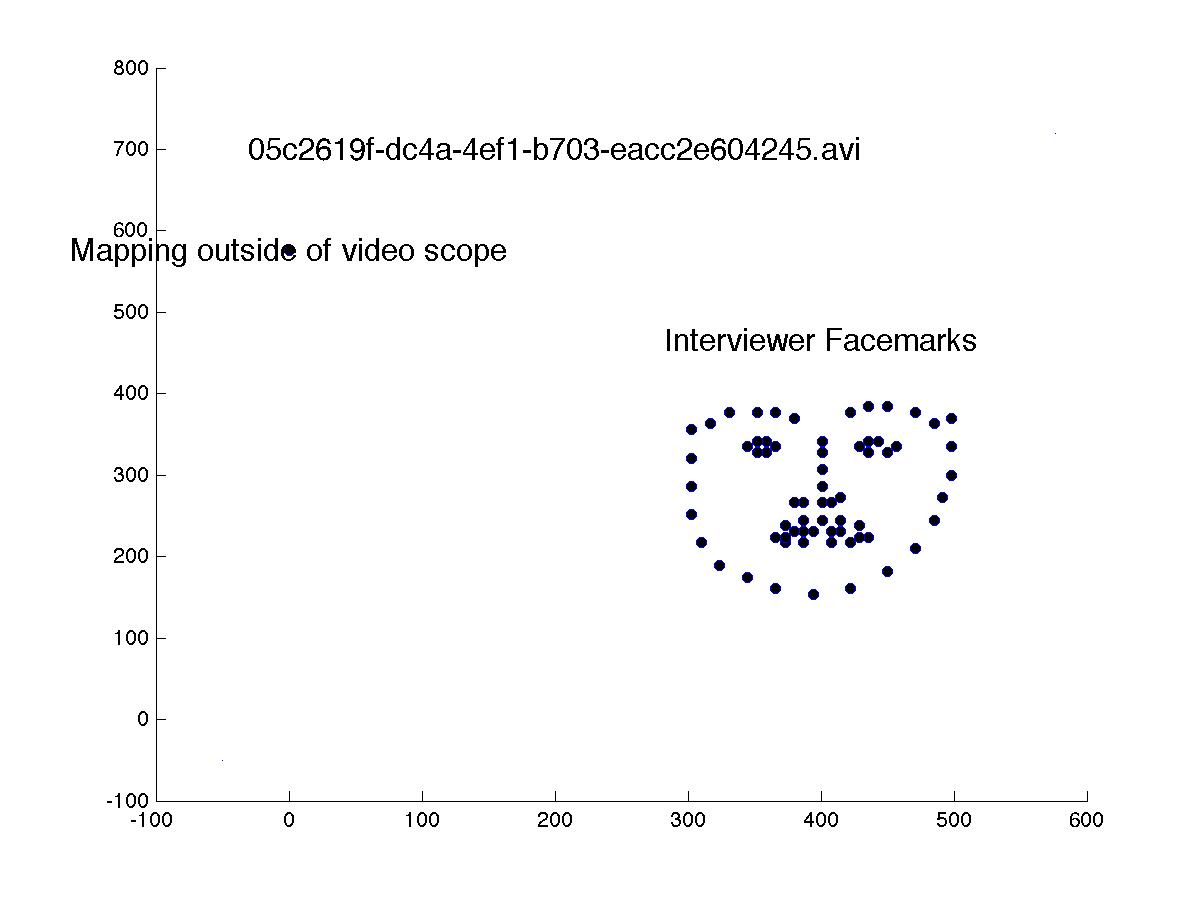 800
05c2619f-dc4a-4ef1-b703-eacc2e604245.avi
700
600
Mapping outside of video scope
500
Interviewer Facemarks
400
300
200
100
0
-100
-100 0 100 200 300 400 500 600